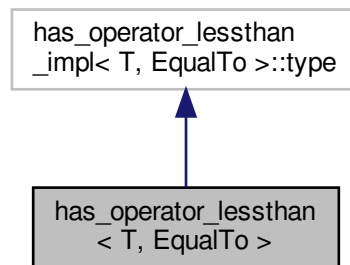 has_operator_lessthan
_impl< T, EqualTo >::type
has_operator_lessthan
< T, EqualTo >